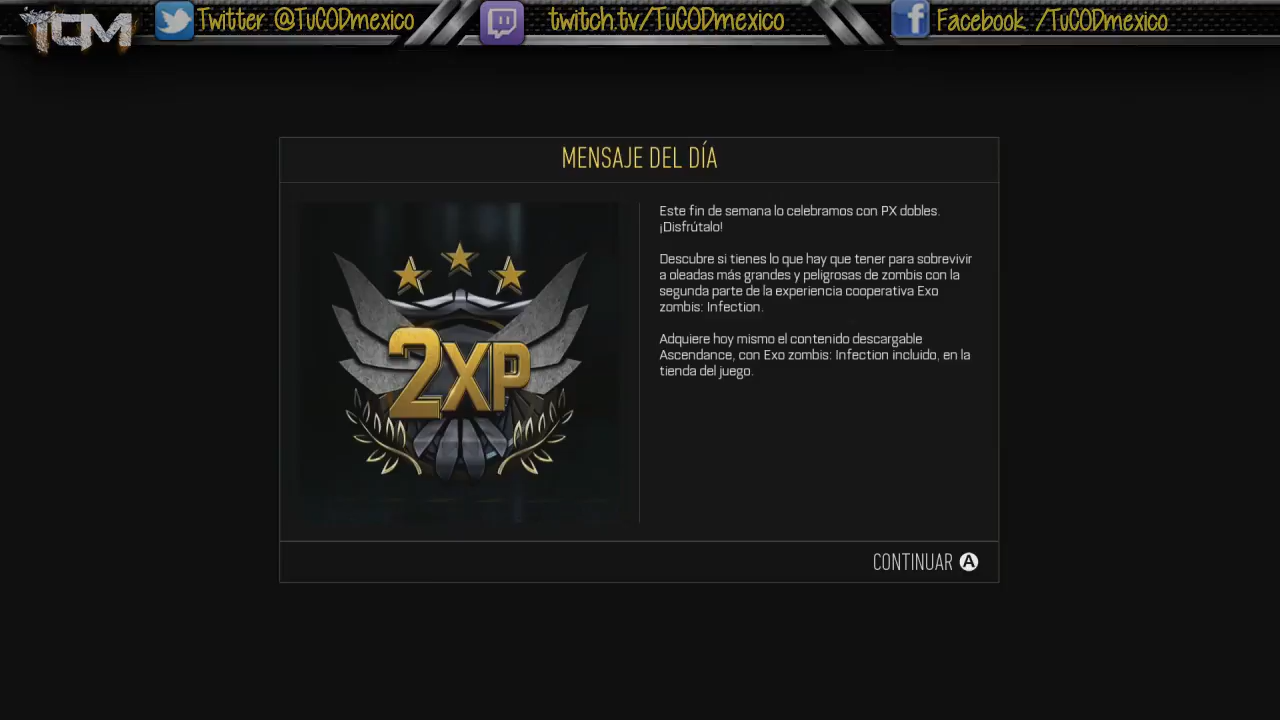 TCM
Twitter @TuCODmexico
twitch.tv/TuCODmexico
Facebook /TuCODmexico
MENSAJE DEL DÍA
2XP
Este fin de semana lo celebramos con PX dobles.
¡Disfrútalo!
Descubre si tienes lo que hay que tener para sobrevivir
a oleadas más grandes y peligrosas de zombis con la
segunda parte de la experiencia cooperativa Exo
zombis: Infection.
Adquiere hoy mismo el contenido descargable
Ascendance, con Exo zombis: Infection incluido, en la
tienda del juego.
CONTINUAR A